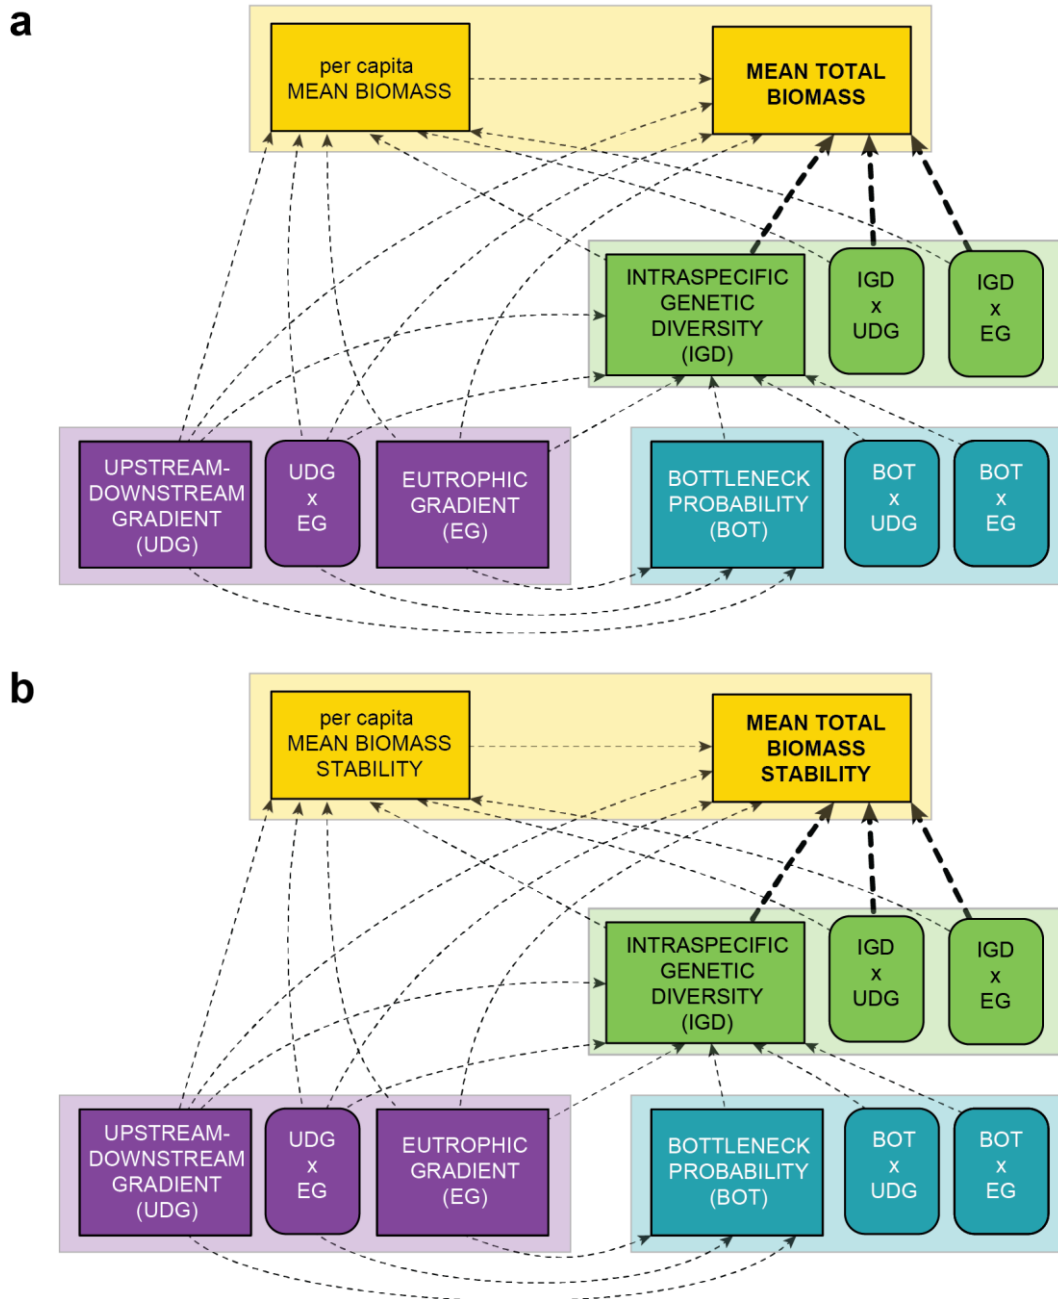 a
per capita
MEAN BIOMASS
MEAN TOTAL
BIOMASS
INTRASPECIFIC
GENETIC
DIVERSITY
(IGD)
IGD
x
UDG
IGD
x
EG
UPSTREAM-
DOWNSTREAM
GRADIENT
(UDG)
UDG
x
EG
EUTROPHIC
GRADIENT
(EG)
BOTTLENECK
PROBABILITY
(BOT)
BOT
x
UDG
BOT
x
EG
b
per capita
MEAN BIOMASS
STABILITY
MEAN TOTAL
BIOMASS
STABILITY
INTRASPECIFIC
GENETIC
DIVERSITY
(IGD)
IGD
x
UDG
IGD
x
EG
UPSTREAM-
DOWNSTREAM
GRADIENT
(UDG)
UDG
x
EG
EUTROPHIC
GRADIENT
(EG)
BOTTLENECK
PROBABILITY
(BOT)
BOT
x
UDG
BOT
x
EG